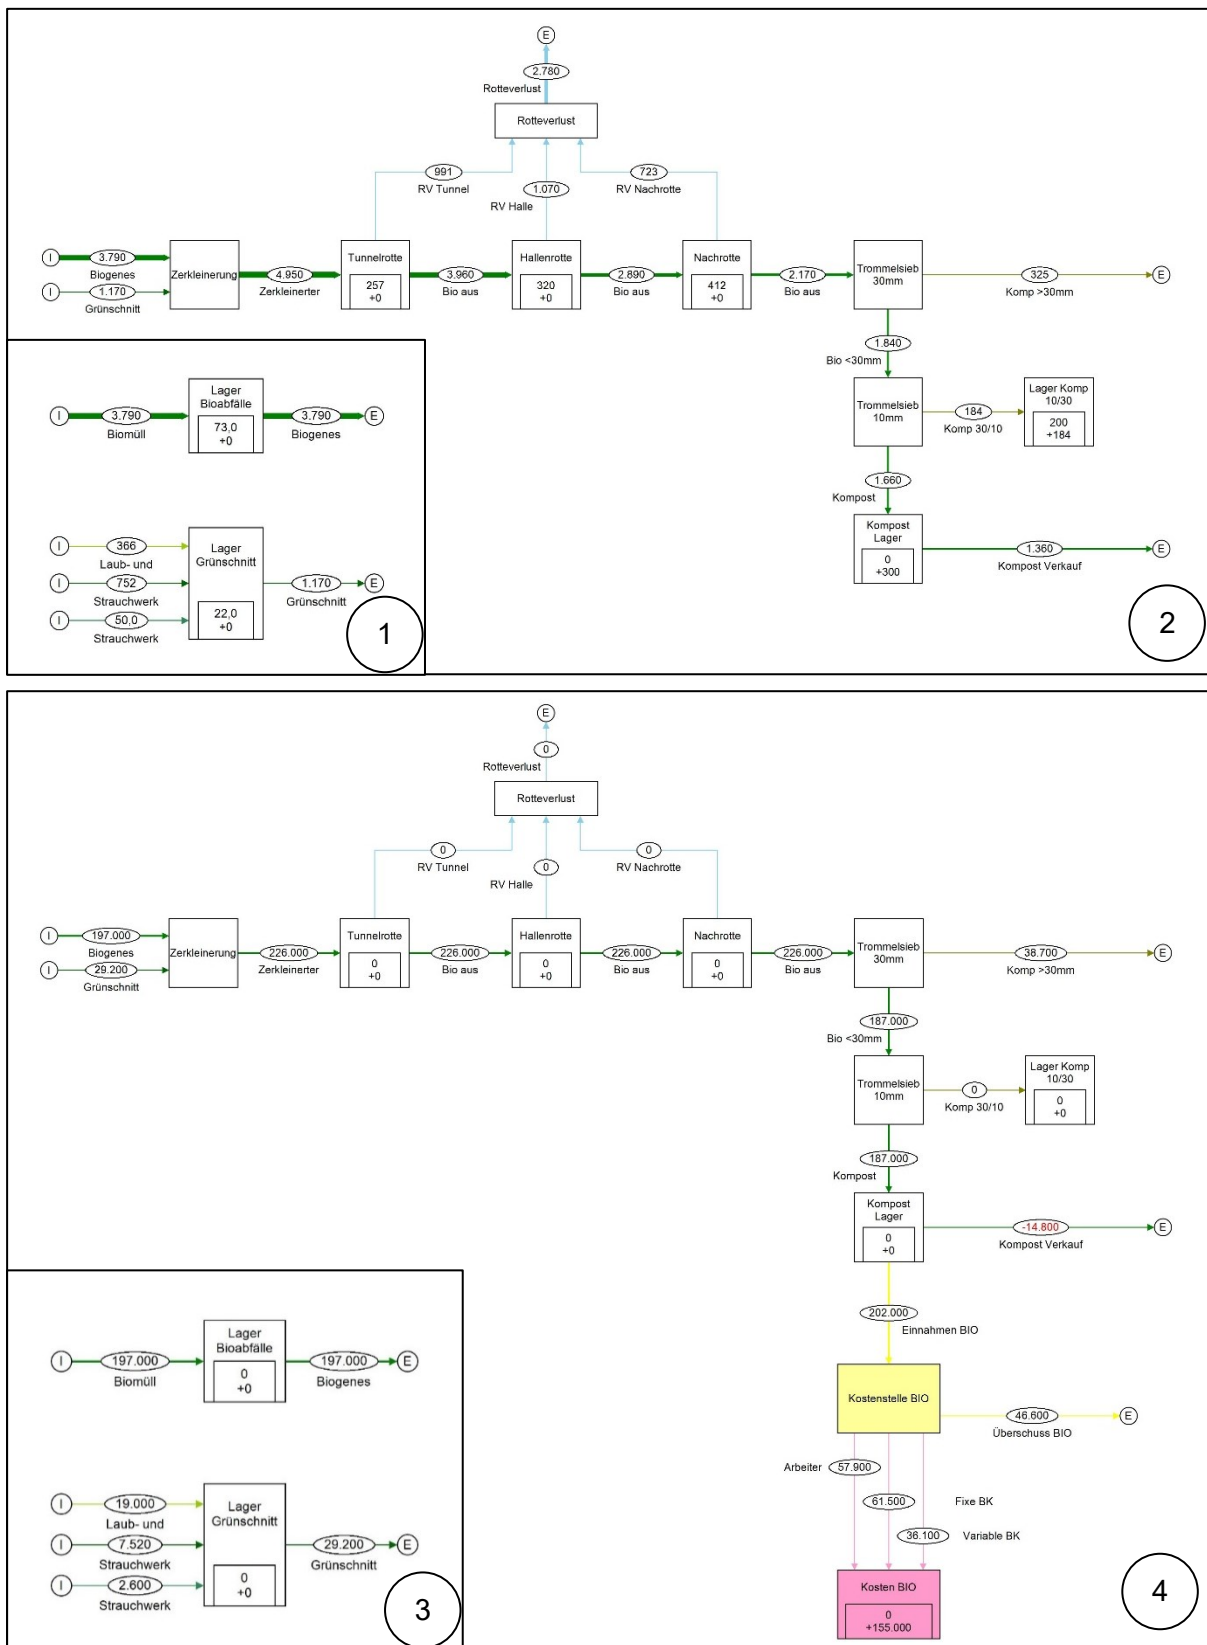 E
2.780
Rotteverlust
Rotteverlust
991
RV Tunnel
1.070
RV Halle
723
RV Nachrotte
I
3.790
Biogenes
I
1.170
Grünschnitt
Zerkleinerung
4.950
Zerkleinerter
Tunnelrotte
257
+0
3.960
Bio aus
Hallenrotte
320
+0
2.890
Bio aus
Nachrotte
412
+0
2.170
Bio aus
Trommelsieb
30mm
325
Komp >30mm
E
1.840
Bio <30mm
Trommelsieb
10mm
184
Komp 30/10
Lager Komp
10/30
200
+184
1.660
Kompost
Kompost
Lager
0
+300
1.360
Kompost Verkauf
E
2
I
3.790
Biomüll
Lager
Bioabfälle
73,0
+0
3.790
Biogenes
E
I
366
Laub- und
I
752
Strauchwerk
I
50,0
Strauchwerk
Lager
Grünschnitt
22,0
+0
1.170
Grünschnitt
E
1
E
0
Rotteverlust
Rotteverlust
0
RV Tunnel
0
RV Halle
0
RV Nachrotte
I
197.000
Biogenes
I
29.200
Grünschnitt
Zerkleinerung
226.000
Zerkleinerter
Tunnelrotte
0
+0
226.000
Bio aus
Hallenrotte
0
+0
226.000
Bio aus
Nachrotte
0
+0
226.000
Bio aus
Trommelsieb
30mm
38.700
Komp >30mm
E
187.000
Bio <30mm
Trommelsieb
10mm
0
Komp 30/10
Lager Komp
10/30
0
+0
187.000
Kompost
Kompost
Lager
0
+0
-14.800
Kompost Verkauf
E
202.000
Einnahmen BIO
Kostenstelle BIO
46.600
Überschuss BIO
E
Arbeiter
57.900
61.500
Fixe BK
36.100
Variable BK
Kosten BIO
0
+155.000
4
I
197.000
Biomüll
Lager
Bioabfälle
0
+0
197.000
Biogenes
E
I
19.000
Laub- und
I
7.520
Strauchwerk
I
2.600
Strauchwerk
Lager
Grünschnitt
0
+0
29.200
Grünschnitt
E
3